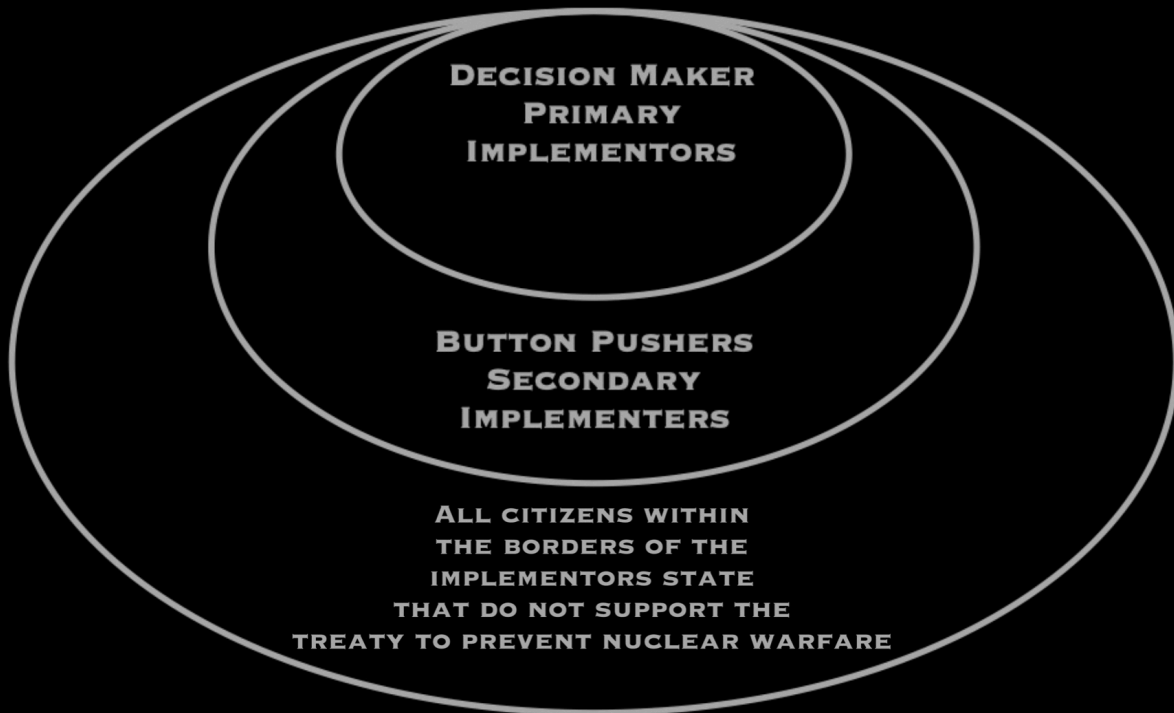 Decision Maker
Primary
Implementors
Button Pushers
Secondary
Implementers
All citizens within
the borders of the
implementors state
that do not support the
treaty to prevent nuclear warfare